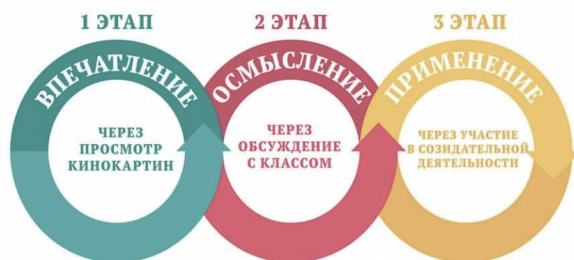 1 ЭТАП
ВПЕЧАТЛЕНИЕ
ЧЕРЕЗ
ПРОСМОТР
КИНОКАРТИН
2 ЭТАП
ОСМЫСЛЕНИЕ
ЧЕРЕЗ
ОБСУЖДЕНИЕ
С КЛАССОМ
3 ЭТАП
ПРИМЕНЕНИЕ
ЧЕРЕЗ УЧАСТИЕ
В СОЗИДАТЕЛЬНОЙ
ДЕЯТЕЛЬНОСТИ